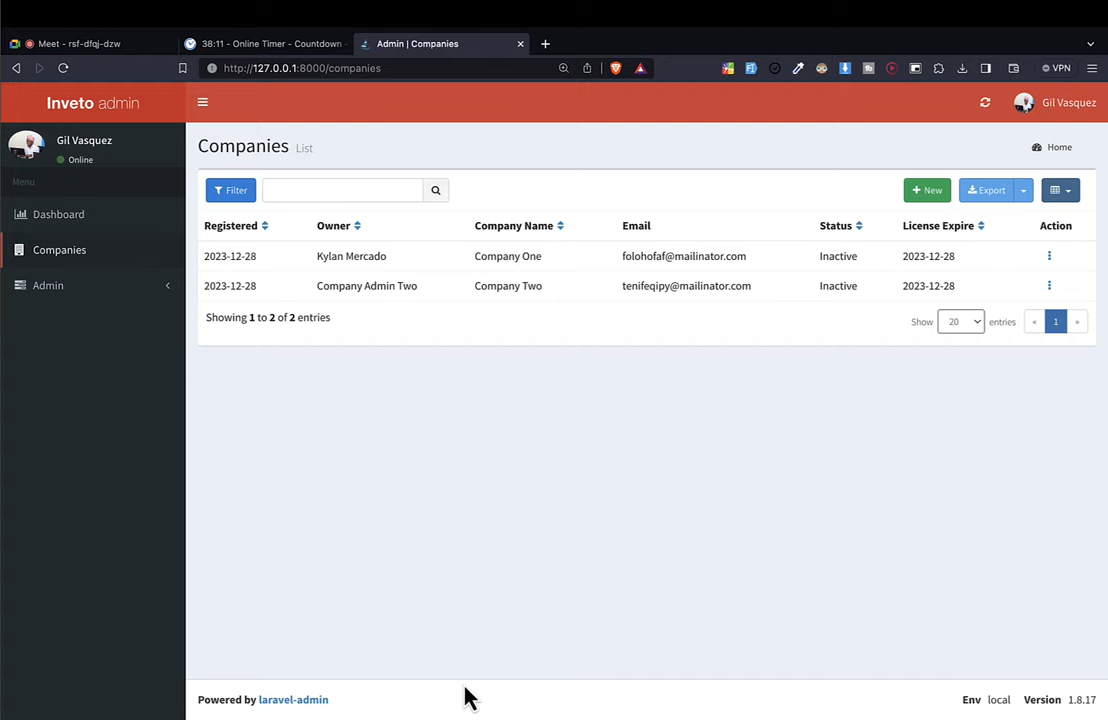 Meet - rsf-dfqj-dzw
38:11 - Online Timer - Countdown
Admin | Companies
http://127.0.0.1:8000/companies
VPN
Inveto admin
Gil Vasquez
Gil Vasquez
Online
Menu
Dashboard
Companies
Admin
Companies List
Home
Filter
New
Export
Registered Owner Company Name Email Status License Expire Action
2023-12-28 Kylan Mercado Company One folohofaf@mailinator.com Inactive 2023-12-28
2023-12-28 Company Admin Two Company Two tenifeqipy@mailinator.com Inactive 2023-12-28
Showing 1 to 2 of 2 entries
Show 20 entries « 1 »
Powered by laravel-admin
Env local Version 1.8.17